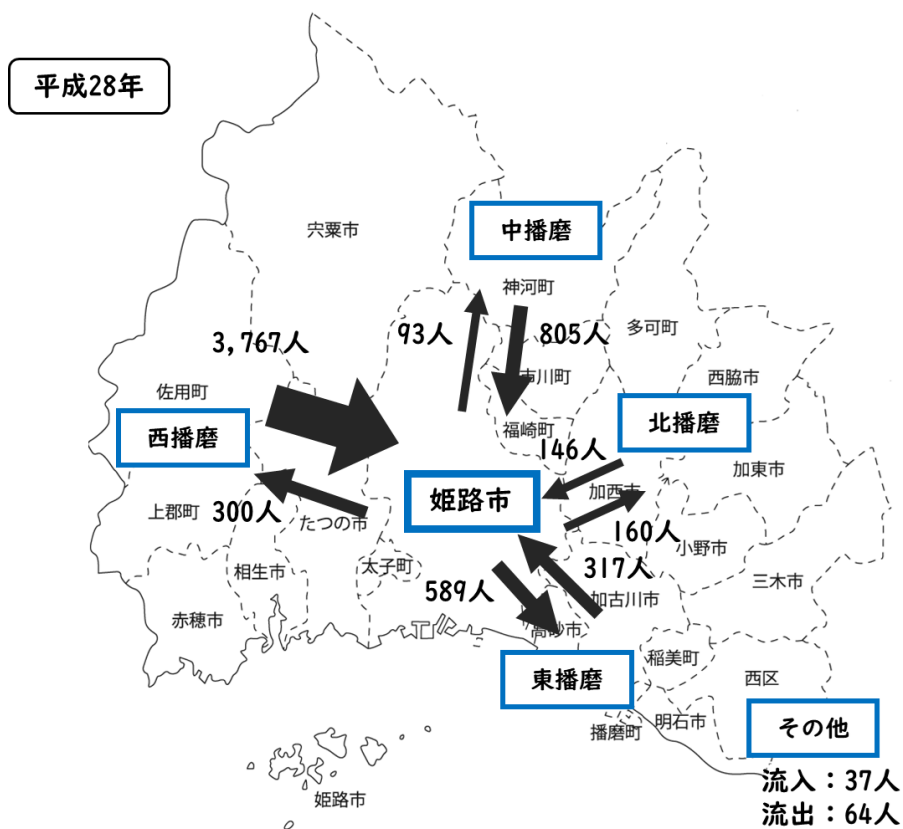 平成28年
宍粟市
中播磨
神河町
多可町
3,767人
93人
805人
市川町
西脇市
佐用町
西播磨
福崎町
北播磨
146人
加東市
姫路市
加西市
上郡町
300人
たつの市
160人
小野市
太子町
317人
相生市
589人
加古川市
三木市
赤穂市
高砂市
稲美町
東播磨
西区
播磨町
明石市
その他
姫路市
流入：37人
流出：64人